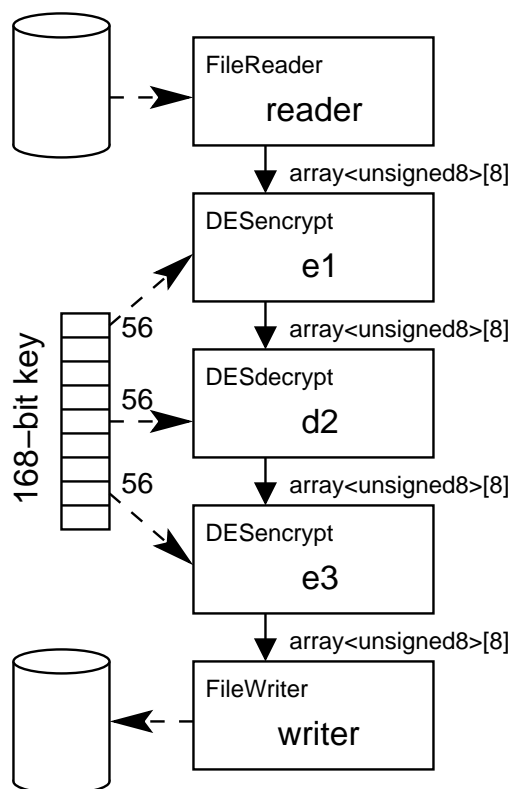 FileReader
reader
array<unsigned8>[8]
DESencrypt
e1
array<unsigned8>[8]
168−bit key
56
DESdecrypt
56
d2
array<unsigned8>[8]
56
DESencrypt
e3
array<unsigned8>[8]
FileWriter
writer